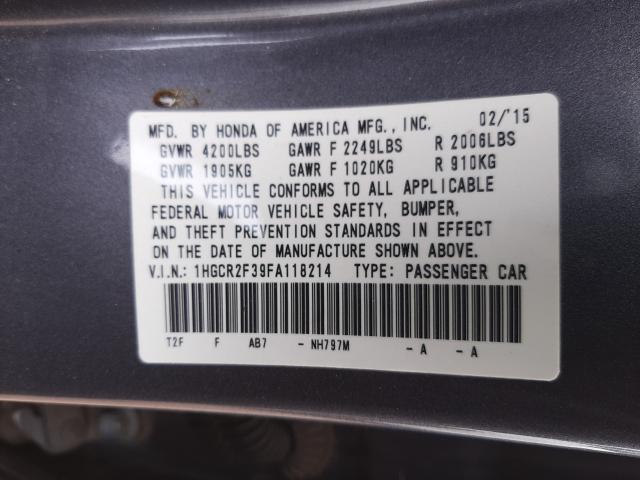 MFD. BY HONDA OF AMERICA MFG., INC. 02/'15
GVWR 4200LBS GAWR F 2249LBS R 2006LBS
GVWR 1905KG GAWR F 1020KG R 910KG
THIS VEHICLE CONFORMS TO ALL APPLICABLE
FEDERAL MOTOR VEHICLE SAFETY, BUMPER,
AND THEFT PREVENTION STANDARDS IN EFFECT
ON THE DATE OF MANUFACTURE SHOWN ABOVE.
V.I.N.: 1HGCR2F39FA118214 TYPE: PASSENGER CAR
T2F F AB7 - NH797M - A - A